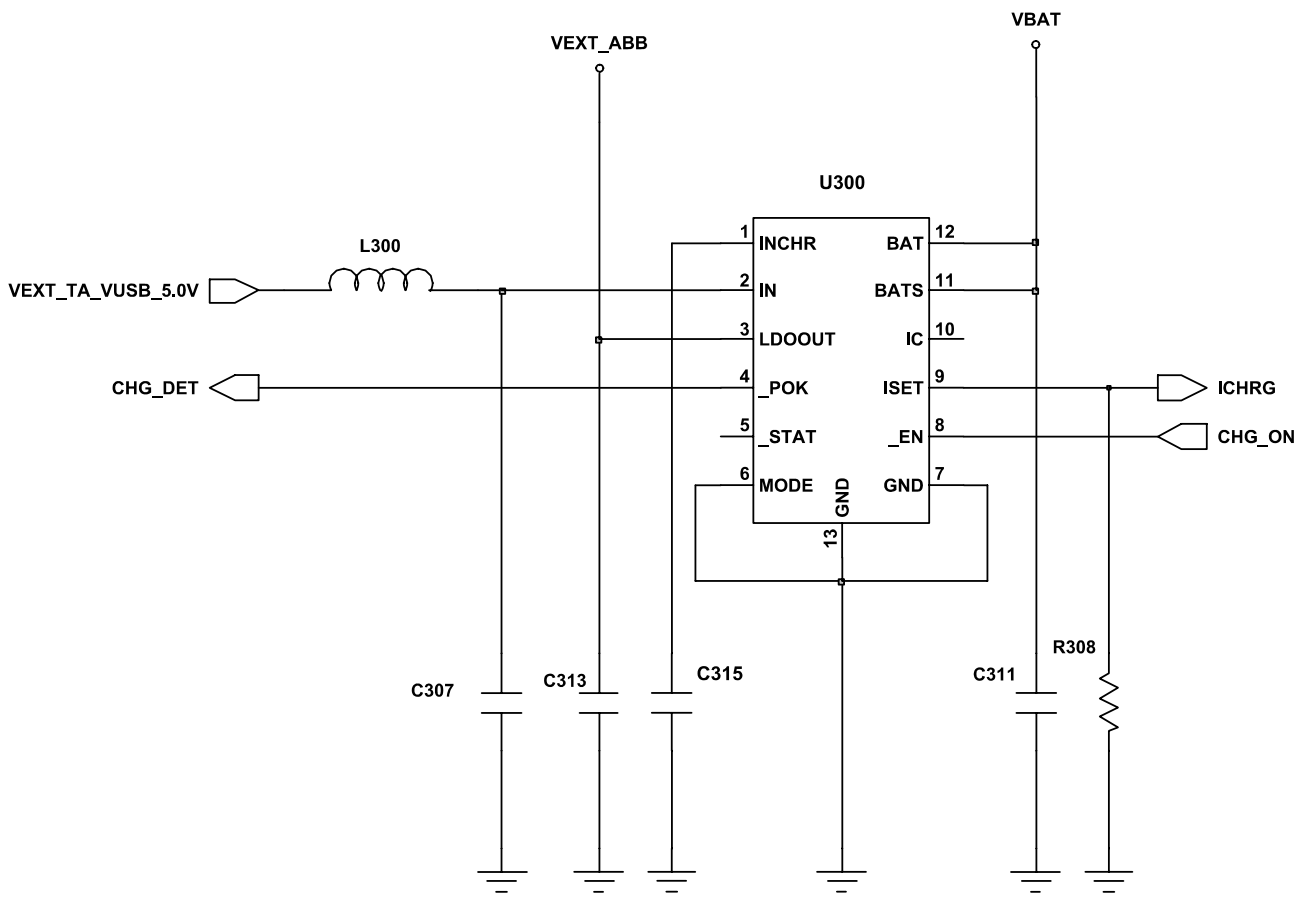 VBAT
VEXT_ABB
U300
1 INCHR BAT 12
L300
VEXT_TA_VUSB_5.0V 2 IN BATS 11
3 LDOOUT IC 10
CHG_DET 4 _POK ISET 9 ICHRG
5 _STAT _EN 8 CHG_ON
6 MODE GND GND 7
13
R308
C307 C313 C315 C311